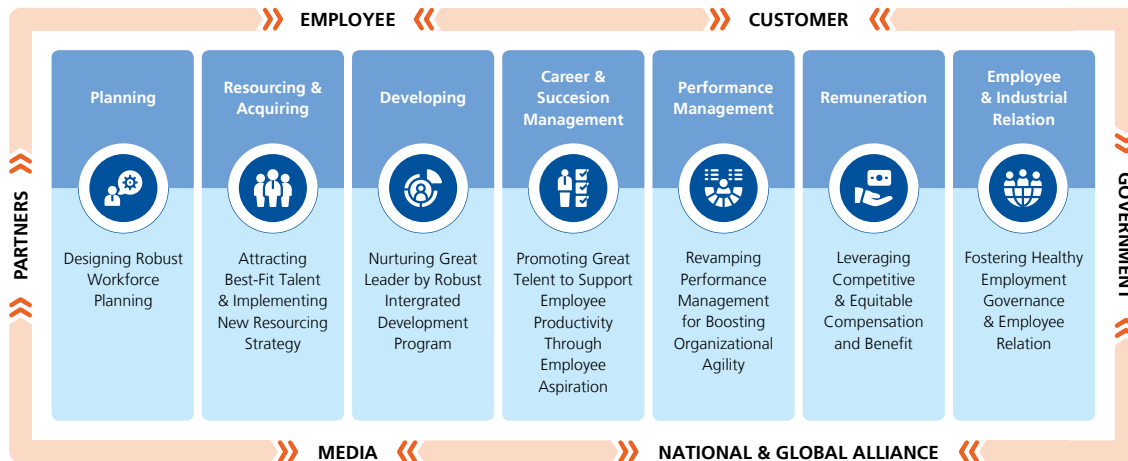 EMPLOYEE
CUSTOMER
PARTNERS
Planning
Designing Robust
Workforce
Planning
Resourcing &
Acquiring
Attracting
Best-Fit Talent
& Implementing
New Resourcing
Strategy
Developing
Nurturing Great
Leader by Robust
Intergrated
Development
Program
Career &
Succesion
Management
Promoting Great
Talent to Support
Employee
Productivity
Through
Employee
Aspiration
Performance
Management
Revamping
Performance
Management
for Boosting
Organizational
Agility
Remuneration
Leveraging
Competitive
& Equitable
Compensation
and Benefit
Employee
& Industrial
Relation
Fostering Healthy
Employment
Governance
& Employee
Relation
GOVERNMENT
MEDIA
NATIONAL & GLOBAL ALLIANCE